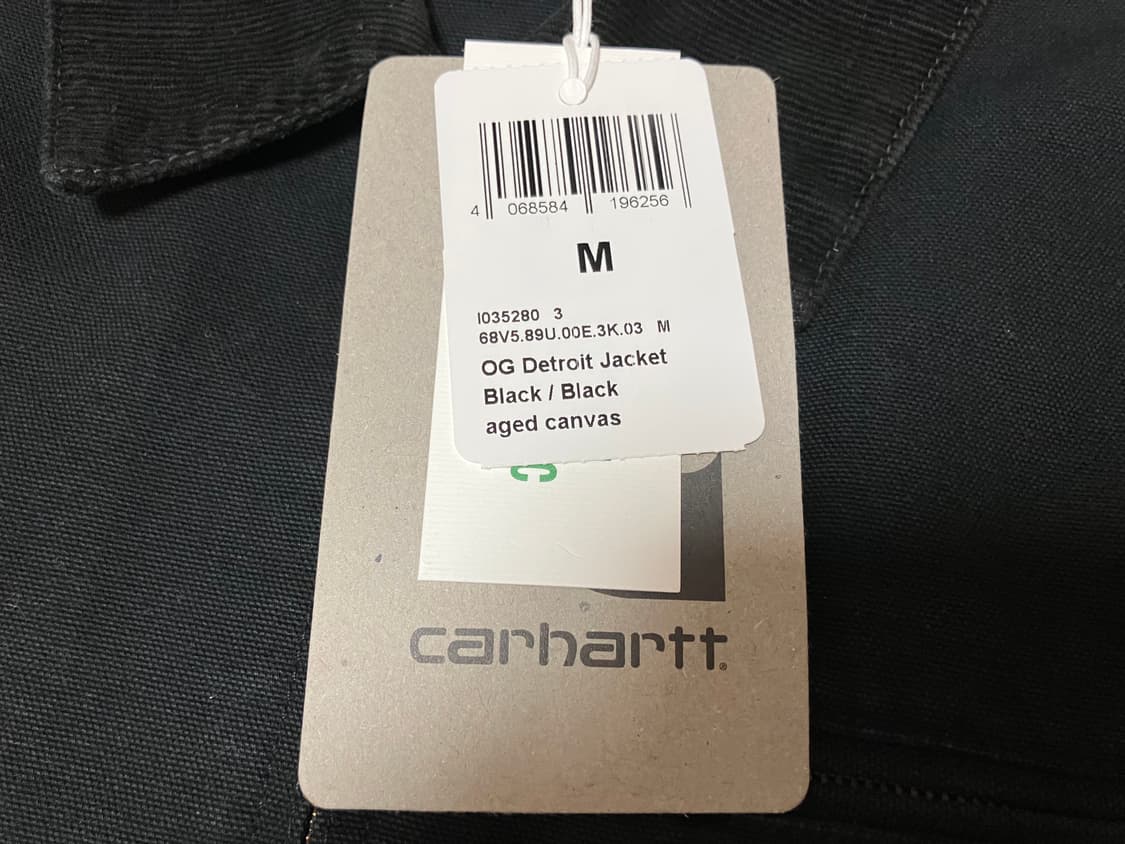 4 068584 196256
M
I035280 3
68V5.89U.00E.3K.03 M
OG Detroit Jacket
Black / Black
aged canvas
carhartt®